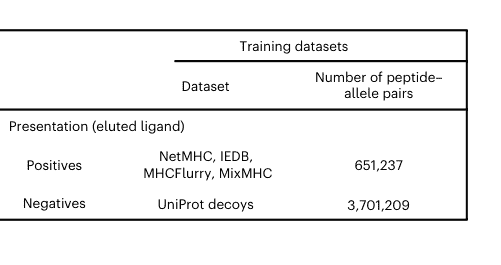 Training datasets
Dataset
Number of peptide–
allele pairs
Presentation (eluted ligand)
Positives
NetMHC, IEDB,
MHCFlurry, MixMHC
651,237
Negatives
UniProt decoys
3,701,209